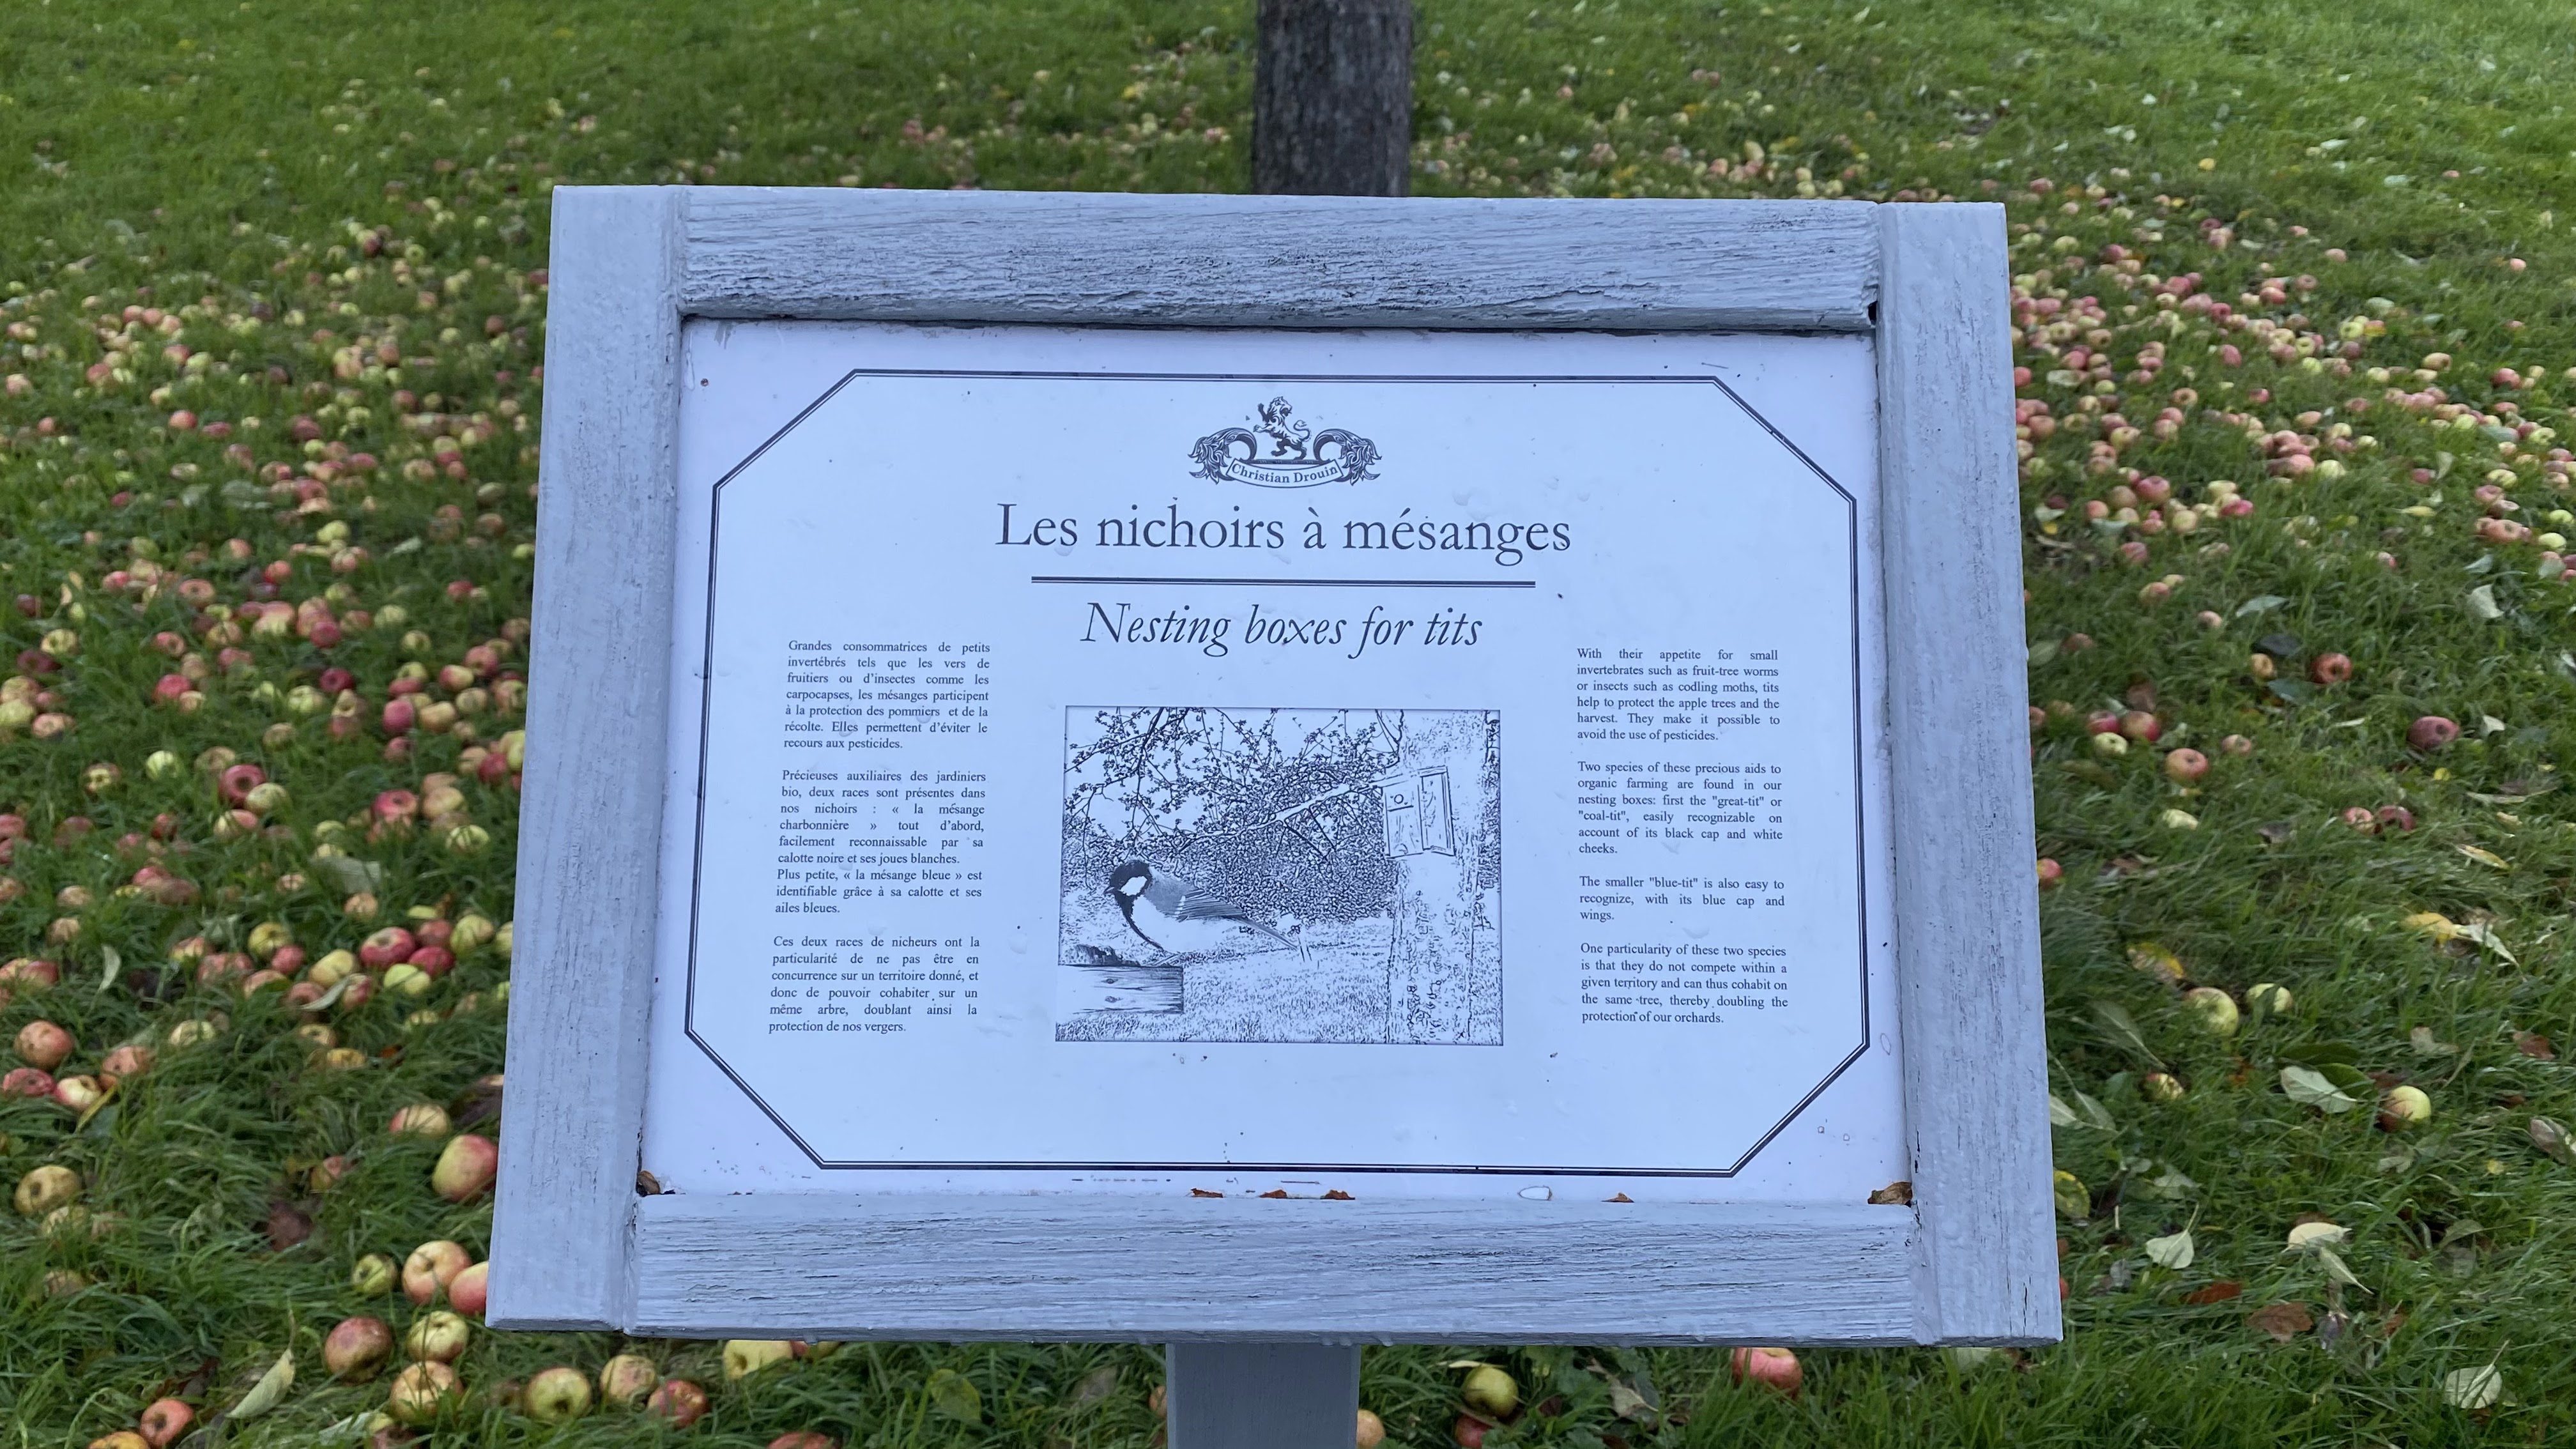 Christian Drouin
Les nichoirs à mésanges
Nesting boxes for tits
Grandes consommatrices de petits
invertébrés tels que les vers de
fruitiers ou d'insectes comme les
carpocapses, les mésanges participent
à la protection des pommiers et de la
récolte. Elles permettent d'éviter le
recours aux pesticides.
Précieuses auxiliaires des jardiniers
bio, deux races sont présentes dans
nos nichoirs : « la mésange
charbonnière » tout d'abord,
facilement reconnaissable par sa
calotte noire et ses joues blanches.
Plus petite, « la mésange bleue » est
identifiable grâce à sa calotte et ses
ailes bleues.
Ces deux races de nicheurs ont la
particularité de ne pas être en
concurrence sur un territoire donné, et
donc de pouvoir cohabiter sur un
même arbre, doublant ainsi la
protection de nos vergers.
With their appetite for small
invertebrates such as fruit-tree worms
or insects such as codling moths, tits
help to protect the apple trees and the
harvest. They make it possible to
avoid the use of pesticides.
Two species of these precious aids to
organic farming are found in our
nesting boxes: first the "great-tit" or
"coal-tit", easily recognizable on
account of its black cap and white
cheeks.
The smaller "blue-tit" is also easy to
recognize, with its blue cap and
wings.
One particularity of these two species
is that they do not compete within a
given territory and can thus cohabit on
the same tree, thereby doubling the
protection of our orchards.